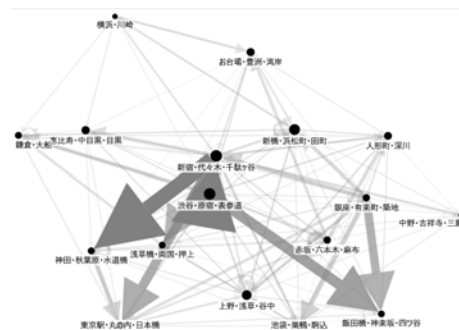 横浜・川崎
お台場・豊洲・湾岸
鎌倉・大船
恵比寿・中目黒・目黒
新橋・浜松町・田町
人形町・深川
新宿・代々木・千駄ヶ谷
渋谷・原宿・表参道
銀座・有楽町・築地
中野・吉祥寺・三鷹
赤坂・六本木・麻布
浅草橋・両国・押上
神田・秋葉原・水道橋
上野・浅草・谷中
飯田橋・神楽坂・四ツ谷
東京駅・丸の内・日本橋
池袋・巣鴨・駒込